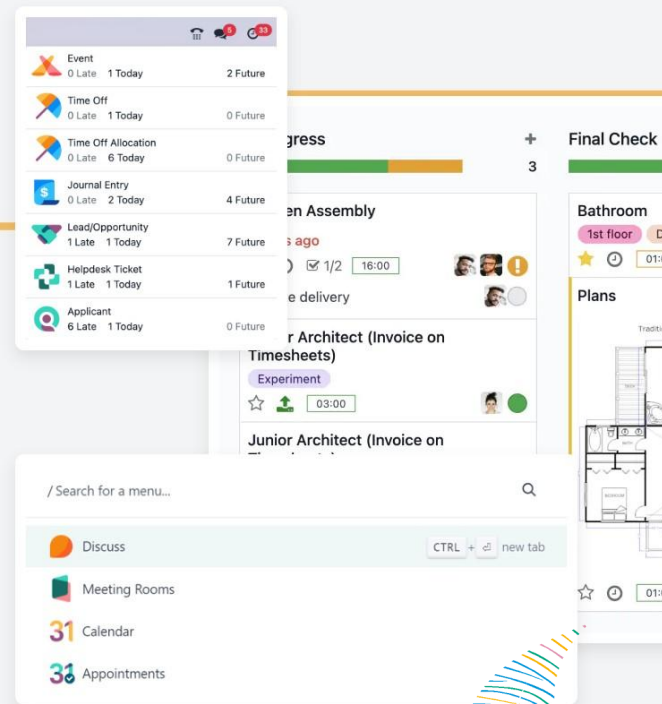 5
33
Event
0 Late 1 Today 2 Future
Time Off
0 Late 1 Today 0 Future
Time Off Allocation
0 Late 6 Today 0 Future
Journal Entry
0 Late 2 Today 4 Future
Lead/Opportunity
1 Late 1 Today 7 Future
Helpdesk Ticket
1 Late 1 Today 1 Future
Applicant
6 Late 1 Today 0 Future
gress +
3
en Assembly
s ago
1/2 16:00
e delivery
r Architect (Invoice on
Timesheets)
Experiment
03:00
Junior Architect (Invoice on
Final Check
Bathroom
1st floor D
01:
Plans
Traditi
BATH
BEDROOM
01:
/ Search for a menu...
Discuss CTRL + ⏎ new tab
Meeting Rooms
31 Calendar
31 Appointments